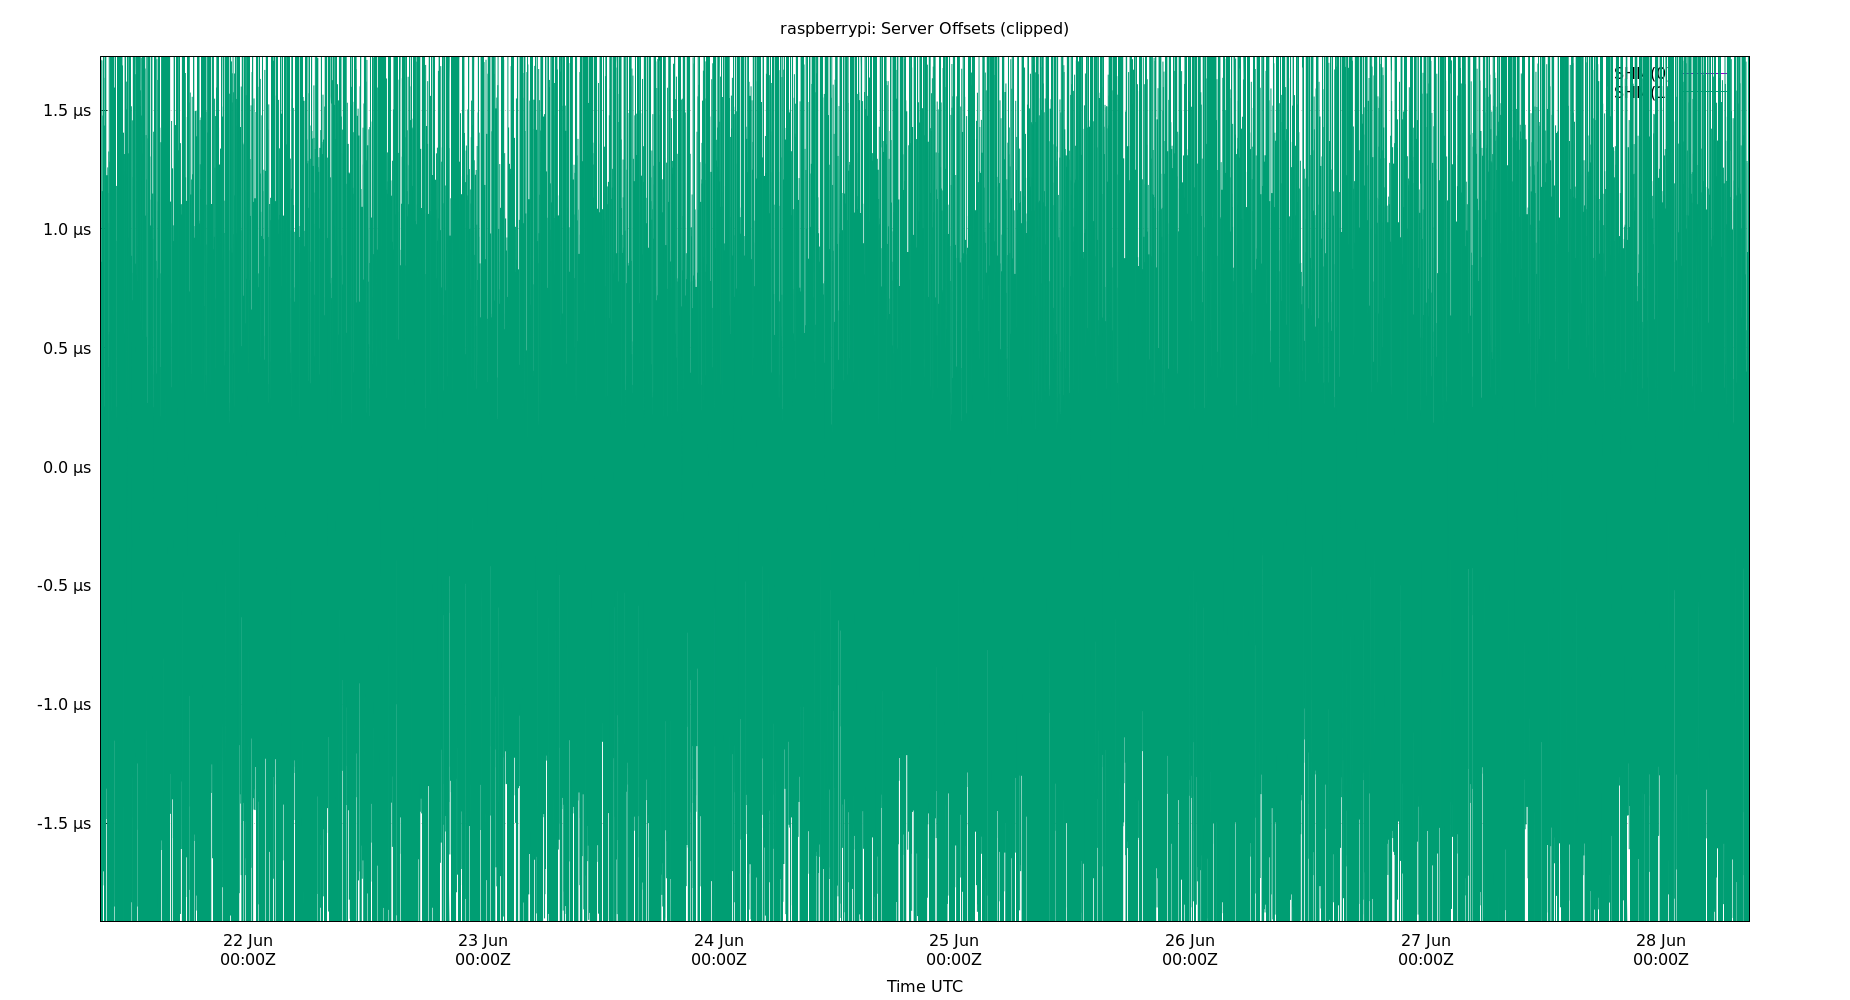 raspberrypi: Server Offsets (clipped)
1.5 µs
1.0 µs
0.5 µs
0.0 µs
-0.5 µs
-1.0 µs
-1.5 µs
22 Jun 23 Jun 24 Jun 25 Jun 26 Jun 27 Jun 28 Jun
00:00Z 00:00Z 00:00Z 00:00Z 00:00Z 00:00Z 00:00Z
Time UTC